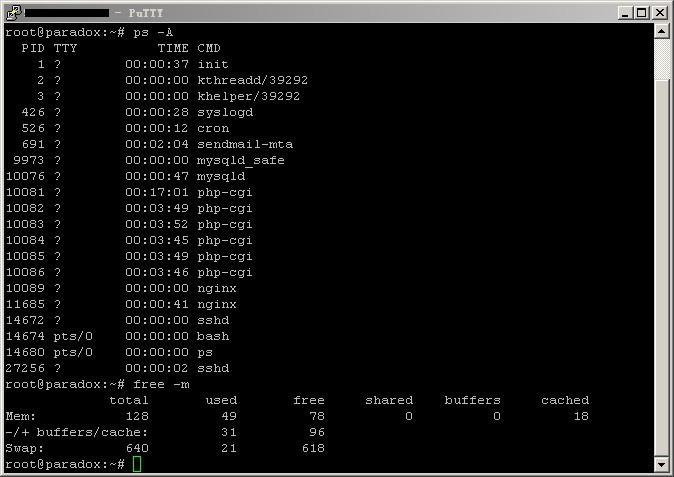 - PuTTY
root@paradox:~# ps -A
  PID TTY          TIME CMD
    1 ?        00:00:37 init
    2 ?        00:00:00 kthreadd/39292
    3 ?        00:00:00 khelper/39292
  426 ?        00:00:28 syslogd
  526 ?        00:00:12 cron
  691 ?        00:02:04 sendmail-mta
 9973 ?        00:00:00 mysqld_safe
10076 ?        00:00:47 mysqld
10081 ?        00:17:01 php-cgi
10082 ?        00:03:49 php-cgi
10083 ?        00:03:52 php-cgi
10084 ?        00:03:45 php-cgi
10085 ?        00:03:49 php-cgi
10086 ?        00:03:46 php-cgi
10089 ?        00:00:00 nginx
11685 ?        00:00:41 nginx
14672 ?        00:00:00 sshd
14674 pts/0    00:00:00 bash
14680 pts/0    00:00:00 ps
27256 ?        00:00:02 sshd
root@paradox:~# free -m
             total       used       free     shared    buffers     cached
Mem:           128         49         78          0          0         18
-/+ buffers/cache:         31         96
Swap:          640         21        618
root@paradox:~#